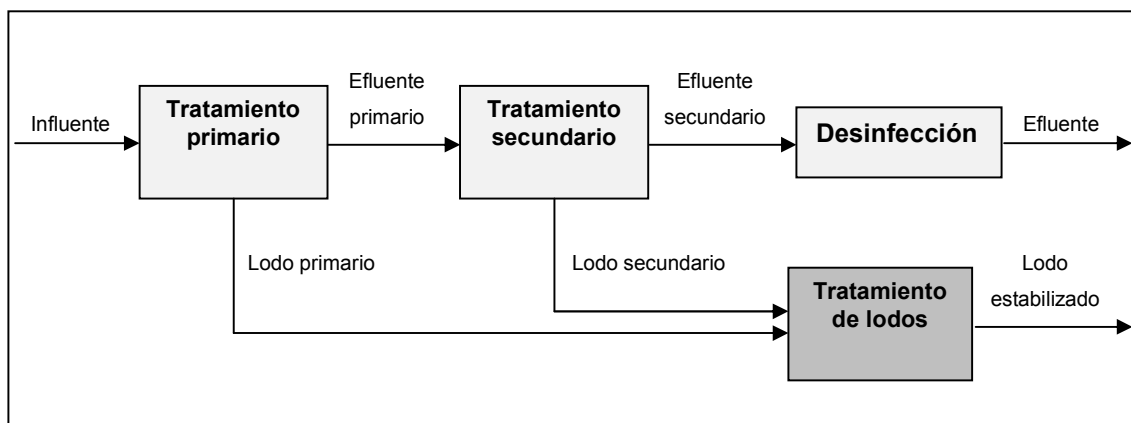 Influente
Tratamiento
primario
Efluente
primario
Tratamiento
secundario
Efluente
secundario
Desinfección
Efluente
Lodo primario
Lodo secundario
Tratamiento
de lodos
Lodo
estabilizado